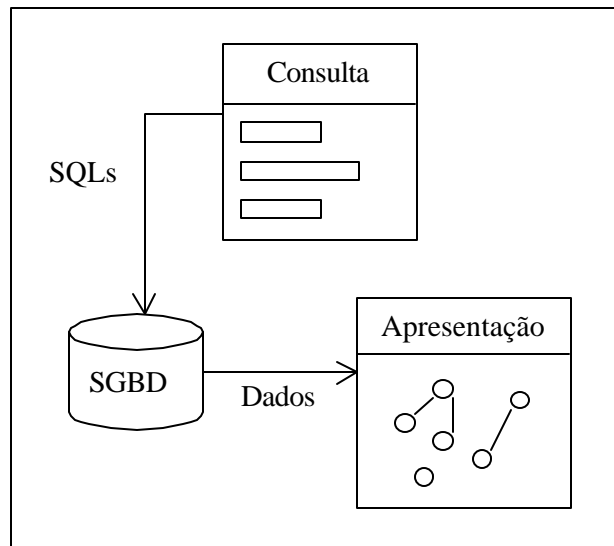 Consulta
SQLs
SGBD
Dados
Apresentação